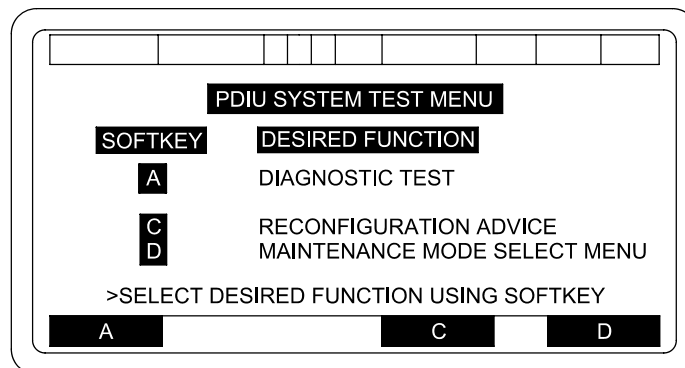 PDIU SYSTEM TEST MENU
SOFTKEY DESIRED FUNCTION
A DIAGNOSTIC TEST
C RECONFIGURATION ADVICE
D MAINTENANCE MODE SELECT MENU
>SELECT DESIRED FUNCTION USING SOFTKEY
A C D